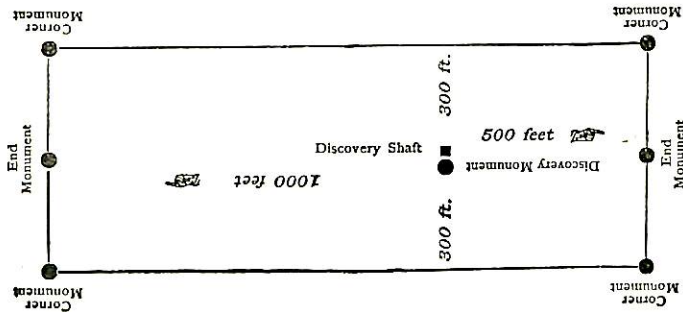 Corner
Monument
Corner
Monument
300 ft.
End
Monument
Discovery Shaft
500 feet
End
Monument
Discovery Monument
1000 feet
300 ft.
Corner
Monument
Corner
Monument